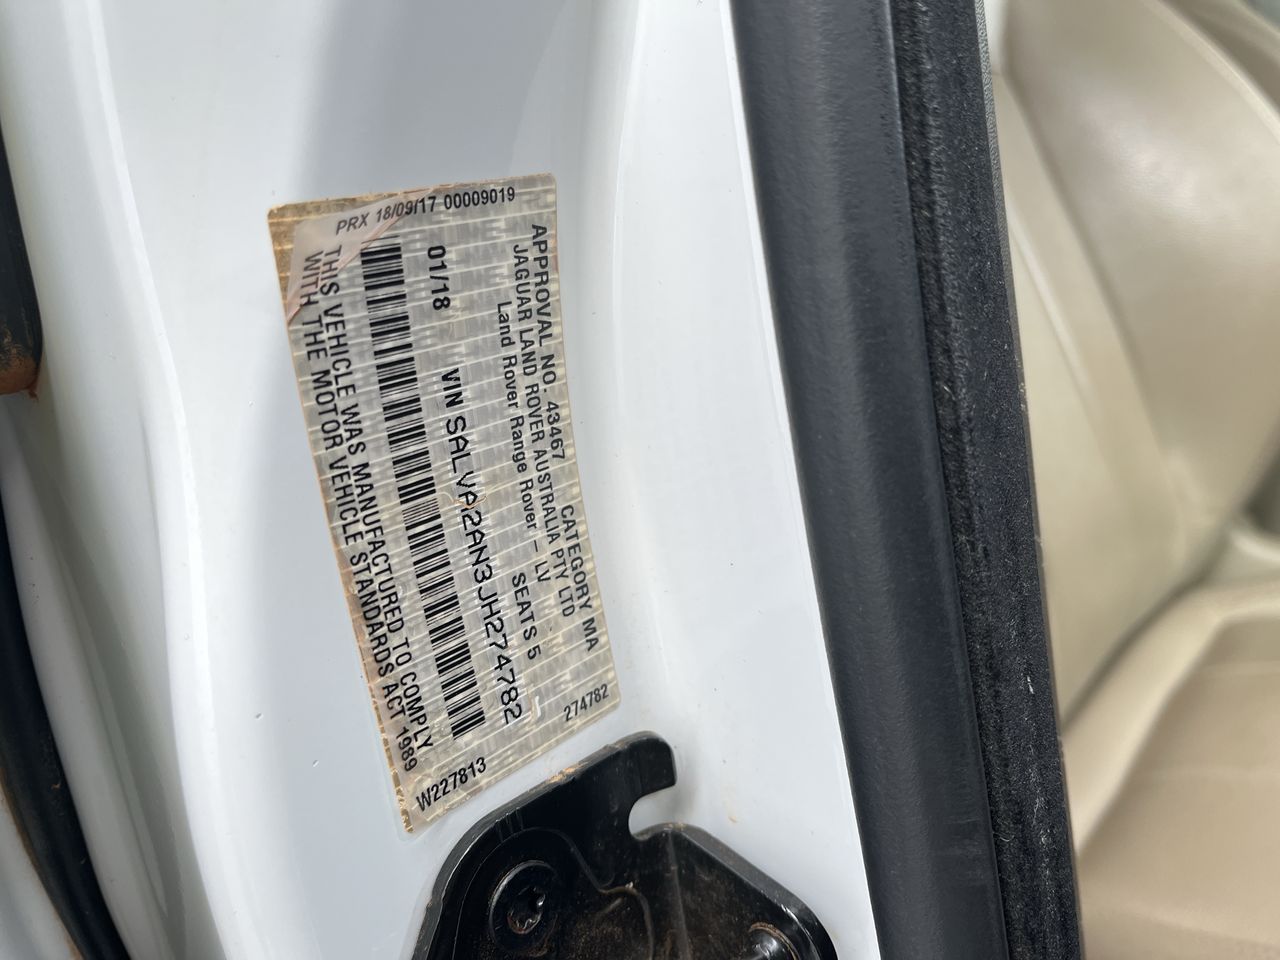 PRX 18/09/17 00009019
APPROVAL NO. 43467 CATEGORY MA
JAGUAR LAND ROVER AUSTRALIA PTY LTD
Land Rover Range Rover – LV SEATS 5
01/18 VIN SALVA2AN3JH274782
THIS VEHICLE WAS MANUFACTURED TO COMPLY
WITH THE MOTOR VEHICLE STANDARDS ACT 1989
W227813 274782